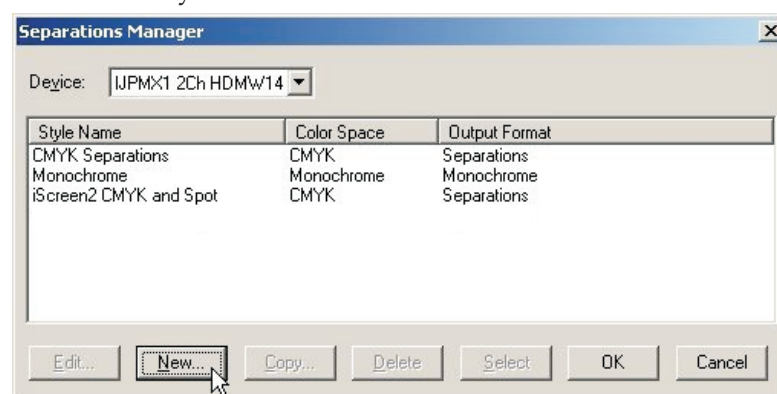 Separations Manager
Device: IJPMX1 2Ch HDMW14
Style Name Color Space Output Format
CMYK Separations CMYK Separations
Monochrome Monochrome Monochrome
iScreen2 CMYK and Spot CMYK Separations
Edit... New... Copy... Delete Select OK Cancel